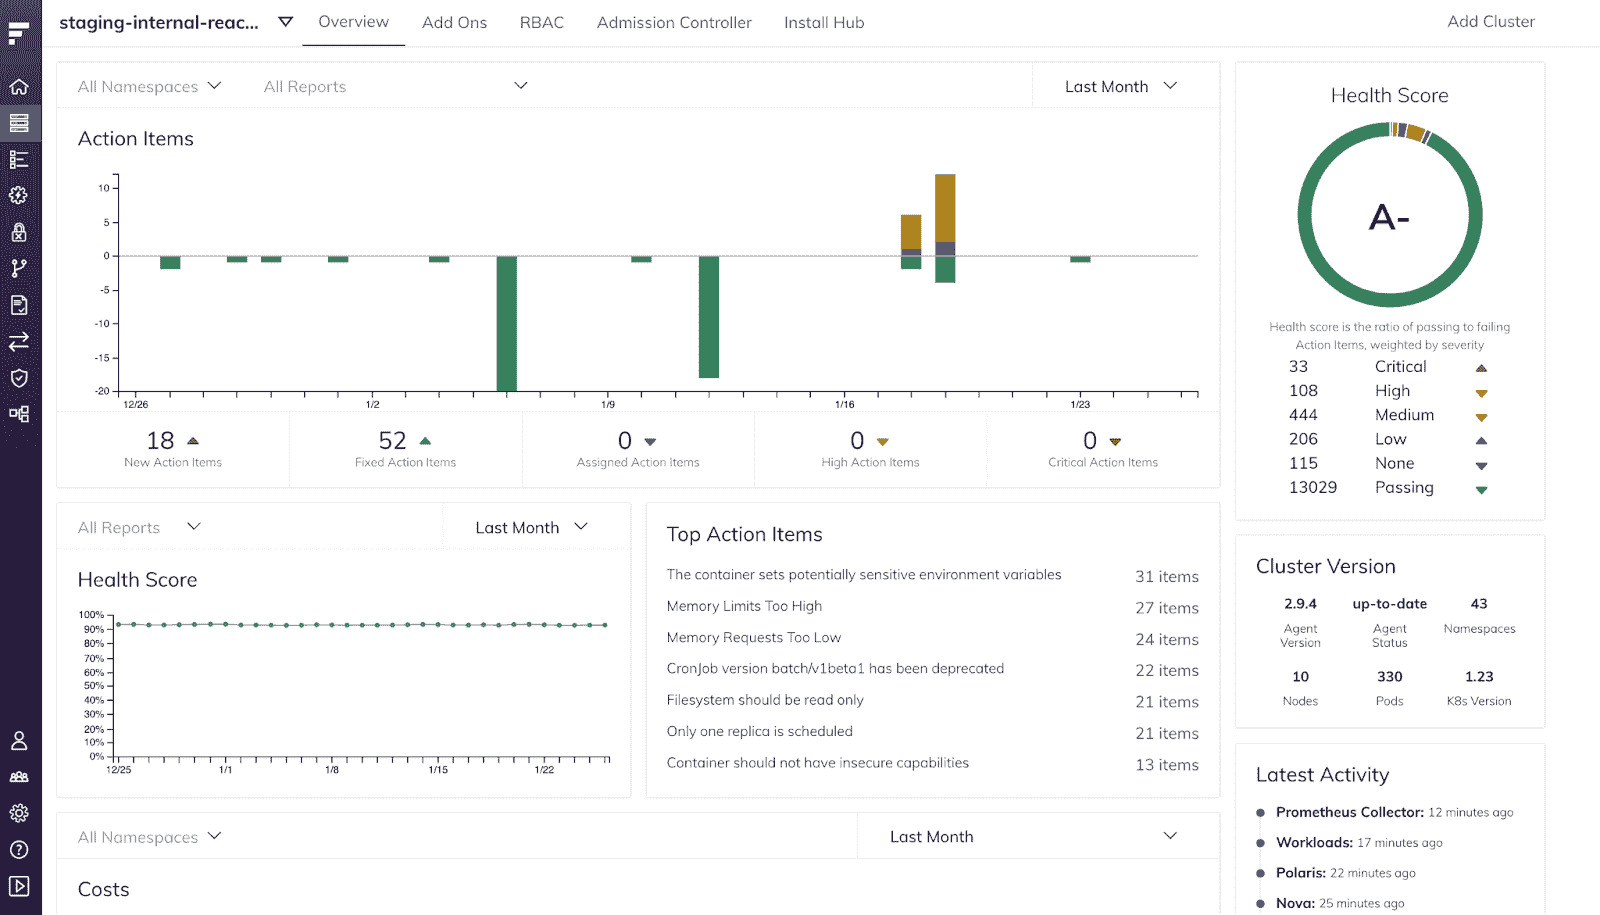 staging-internal-reac...
Overview
Add Ons
RBAC
Admission Controller
Install Hub
Add Cluster
All Namespaces
All Reports
Last Month
Action Items
10
5
0
-5
-10
-15
-20
12/26
1/2
1/9
1/16
1/23
18
New Action Items
52
Fixed Action Items
0
Assigned Action Items
0
High Action Items
0
Critical Action Items
Health Score
A-
Health score is the ratio of passing to failing
Action Items, weighted by severity
33 Critical
108 High
444 Medium
206 Low
115 None
13029 Passing
All Reports
Last Month
Health Score
100%
90%
80%
70%
60%
50%
40%
30%
20%
10%
0%
12/25
1/1
1/8
1/15
1/22
Top Action Items
The container sets potentially sensitive environment variables 31 items
Memory Limits Too High 27 items
Memory Requests Too Low 24 items
CronJob version batch/v1beta1 has been deprecated 22 items
Filesystem should be read only 21 items
Only one replica is scheduled 21 items
Container should not have insecure capabilities 13 items
Cluster Version
2.9.4
Agent
Version
up-to-date
Agent
Status
43
Namespaces
10
Nodes
330
Pods
1.23
K8s Version
Latest Activity
Prometheus Collector: 12 minutes ago
Workloads: 17 minutes ago
Polaris: 22 minutes ago
Nova: 25 minutes ago
All Namespaces
Last Month
Costs